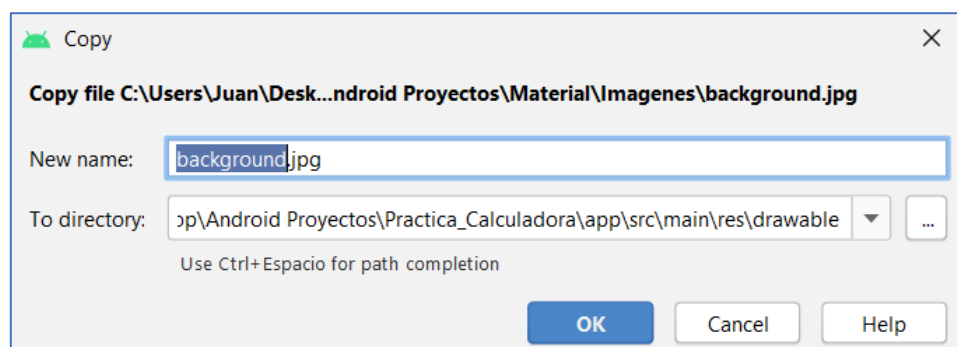 Copy
Copy file C:\Users\Juan\Desk...ndroid Proyectos\Material\Imagenes\background.jpg
New name: background.jpg
To directory: op\Android Proyectos\Practica_Calculadora\app\src\main\res\drawable ...
Use Ctrl+Espacio for path completion
OK Cancel Help